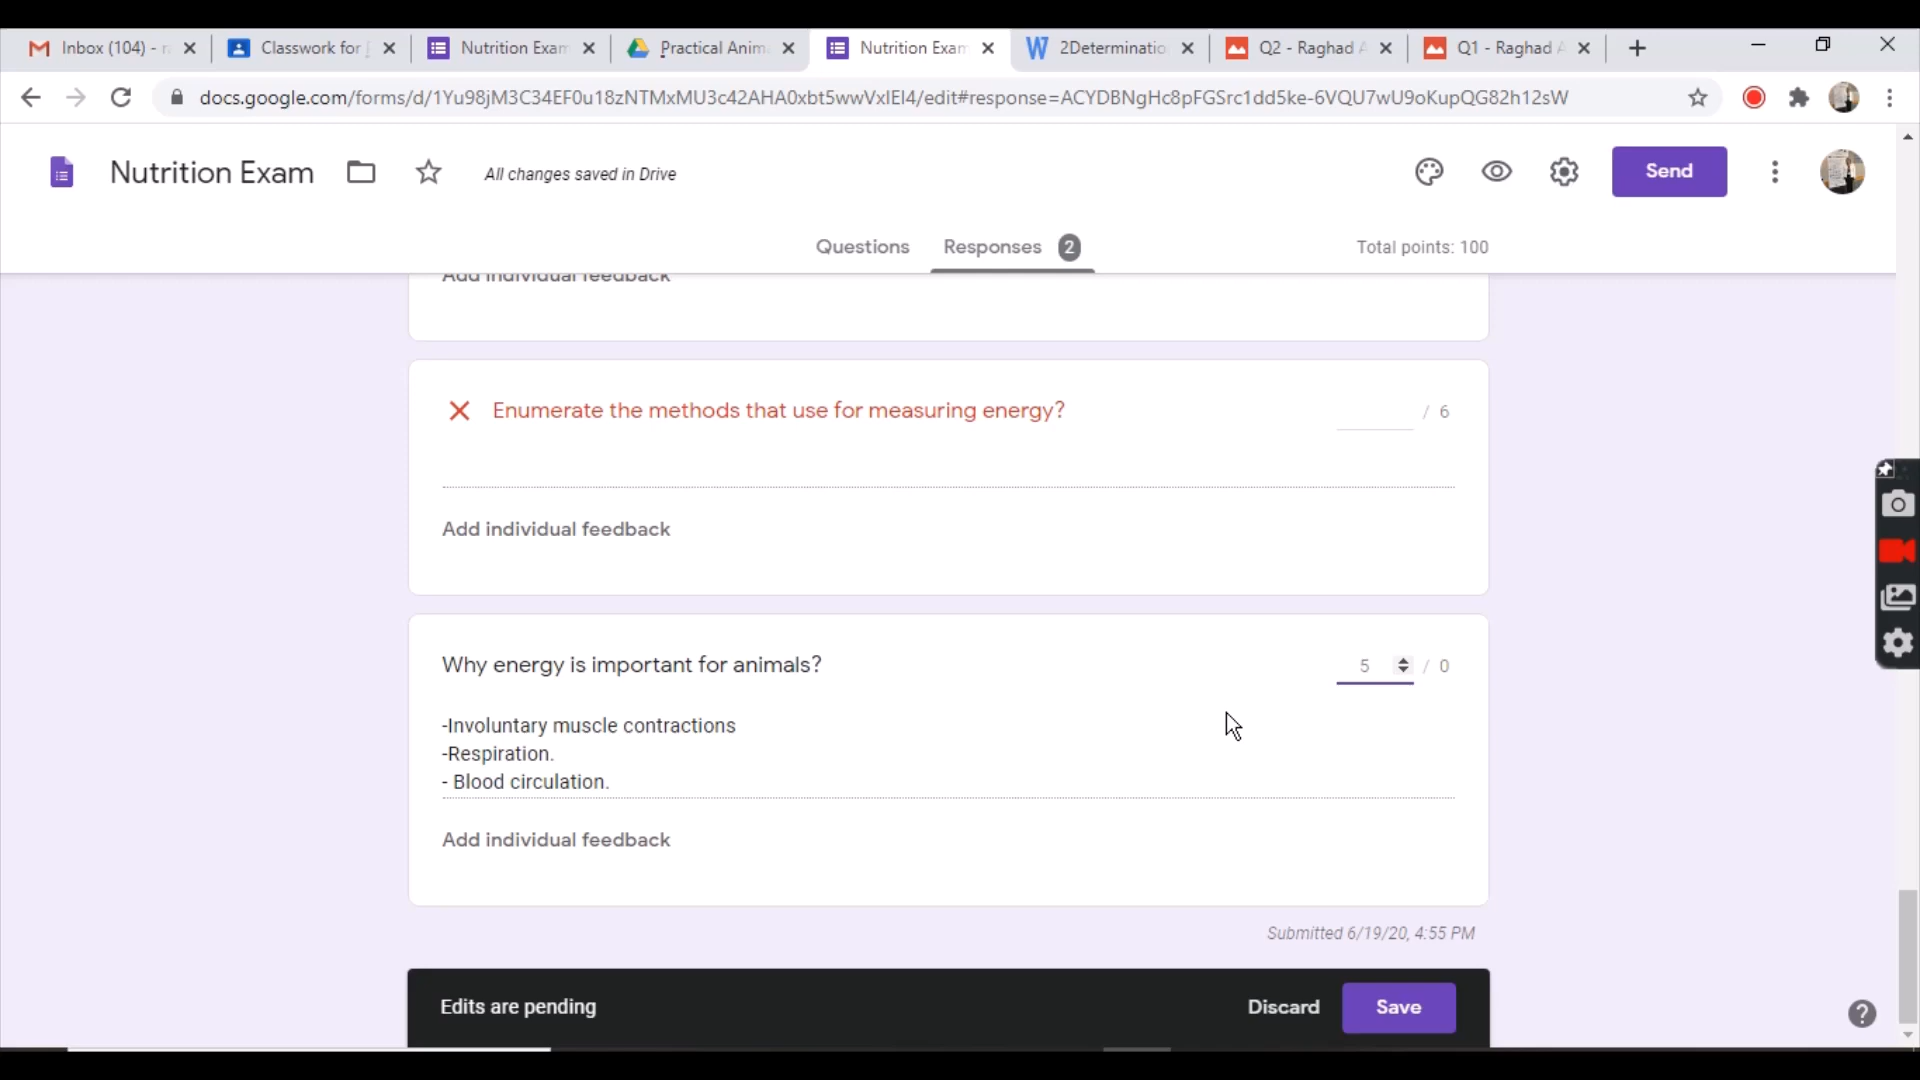 Inbox (104) -
Classwork for
Nutrition Exam
Practical Anim
Nutrition Exam
2Determinatio
Q2 - Raghad A
Q1 - Raghad A
docs.google.com/forms/d/1Yu98jM3C34EF0u18zNTMxMU3c42AHA0xbt5wwVxIEI4/edit#response=ACYDBNgHc8pFGSrc1dd5ke-6VQU7wU9oKupQG82h12sW
Nutrition Exam
All changes saved in Drive
Send
Questions
Responses 2
Total points: 100
Add individual feedback
Enumerate the methods that use for measuring energy?
/ 6
Add individual feedback
Why energy is important for animals?
5 / 0
-Involuntary muscle contractions
-Respiration.
- Blood circulation.
Add individual feedback
Submitted 6/19/20, 4:55 PM
Edits are pending
Discard
Save